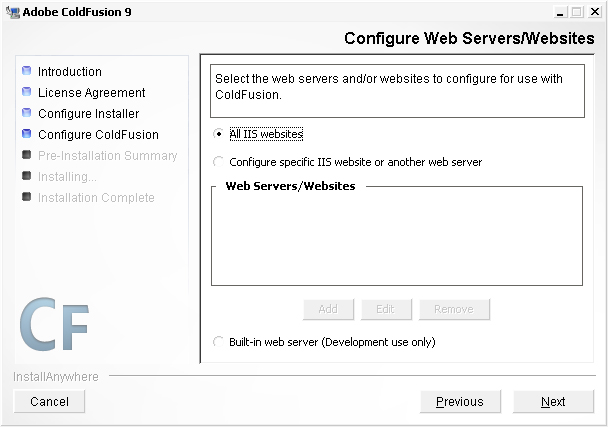 Adobe ColdFusion 9
Configure Web Servers/Websites
Introduction
License Agreement
Configure Installer
Configure ColdFusion
Pre-Installation Summary
Installing...
Installation Complete
CF
Select the web servers and/or websites to configure for use with
ColdFusion.
All IIS websites
Configure specific IIS website or another web server
Web Servers/Websites
Add
Edit
Remove
Built-in web server (Development use only)
InstallAnywhere
Cancel
Previous
Next